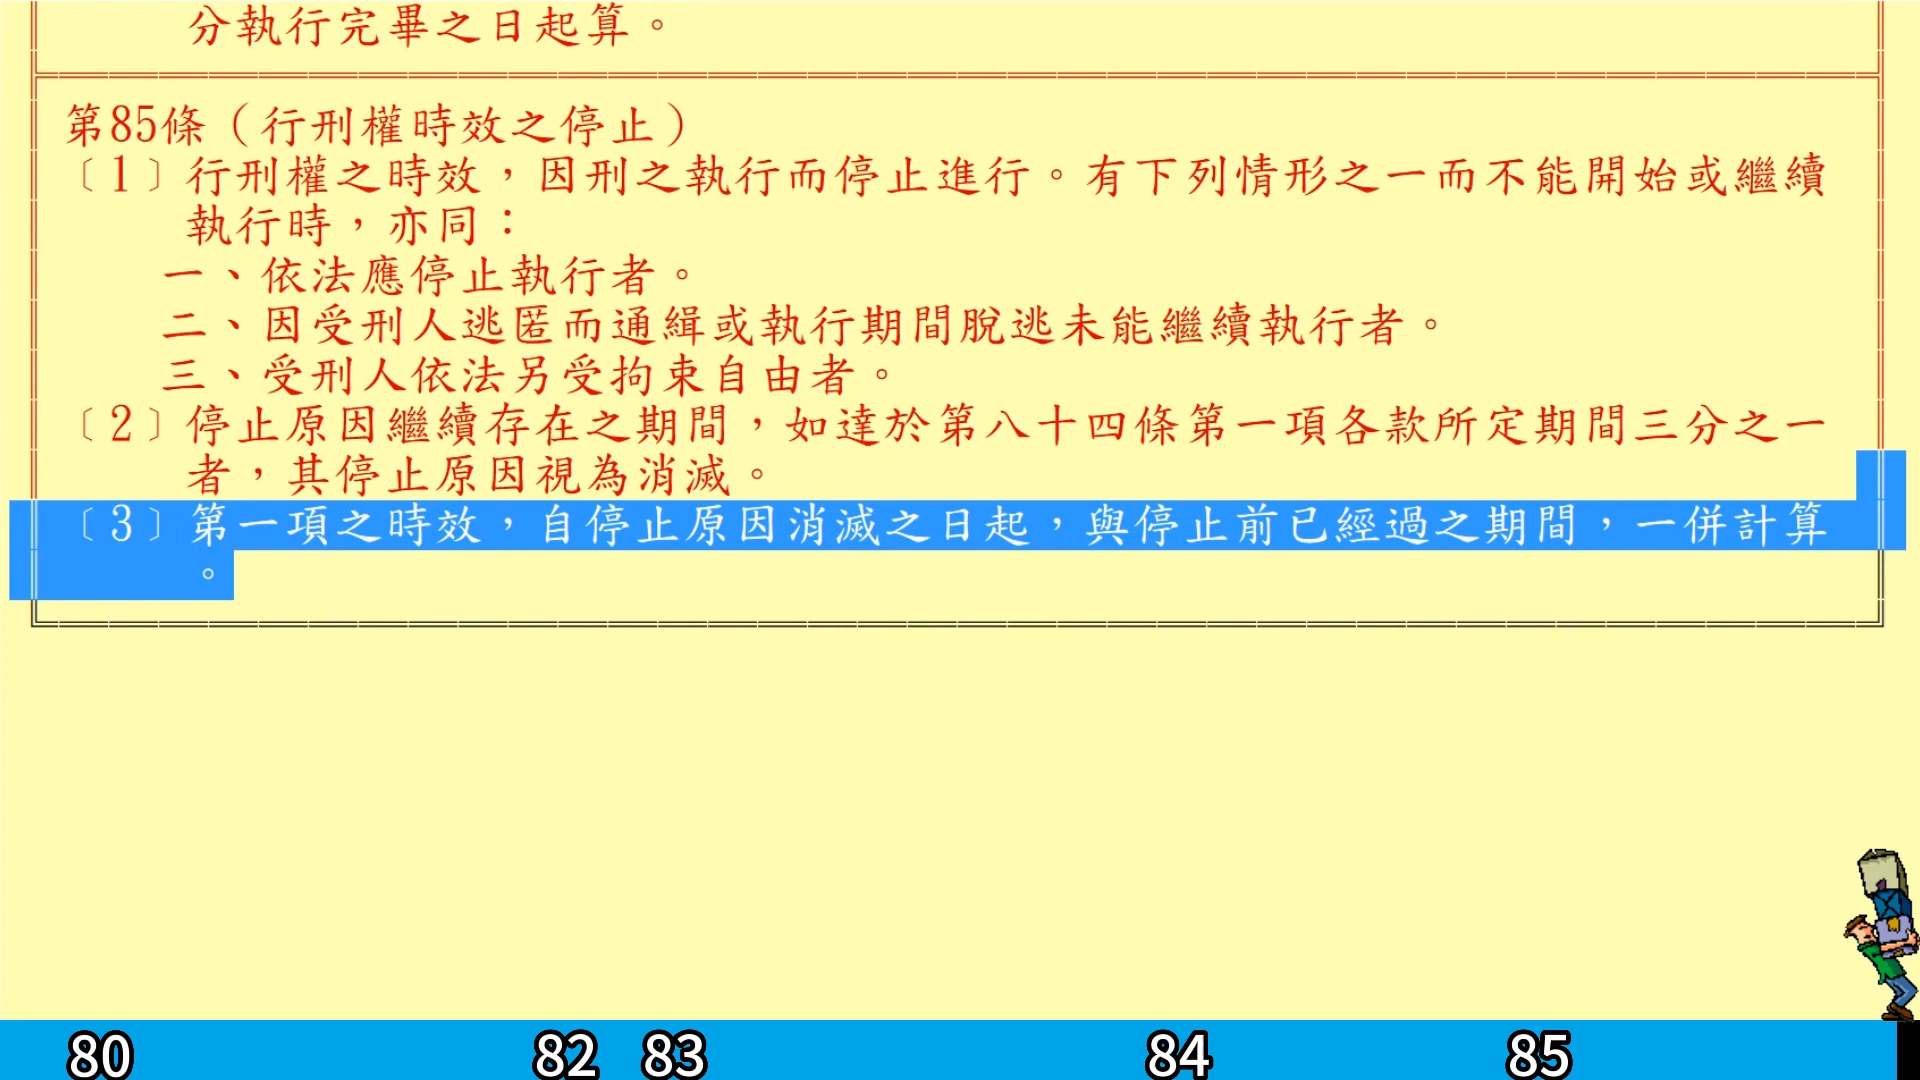 分執行完畢之日起算。
第85條（行刑權時效之停止）
〔1〕行刑權之時效，因刑之執行而停止進行。有下列情形之一而不能開始或繼續
執行時，亦同：
一、依法應停止執行者。
二、因受刑人逃匿而通緝或執行期間脫逃未能繼續執行者。
三、受刑人依法另受拘束自由者。
〔2〕停止原因繼續存在之期間，如達於第八十四條第一項各款所定期間三分之一
者，其停止原因視為消滅。
〔3〕第一項之時效，自停止原因消滅之日起，與停止前已經過之期間，一併計算
。
80 82 83 84 85